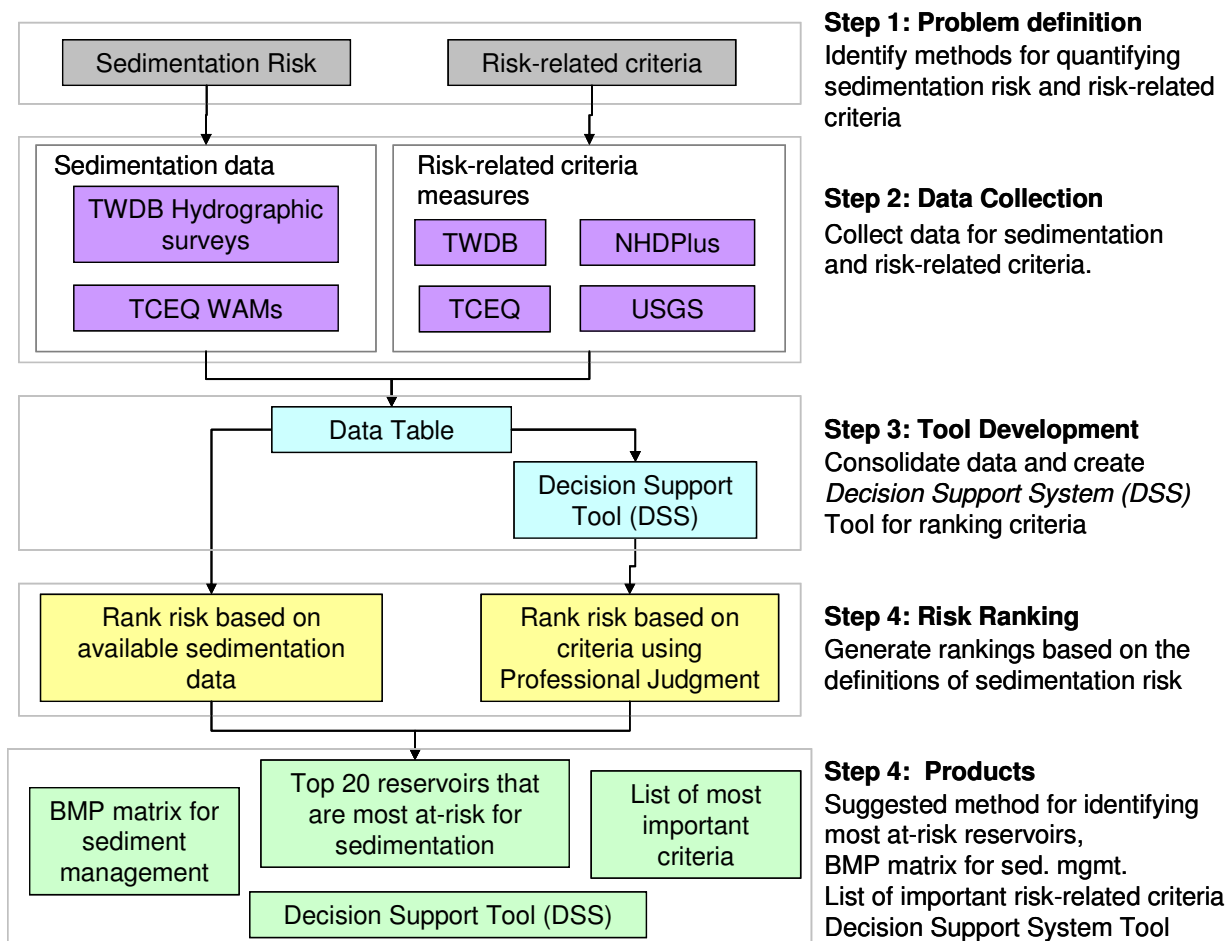 Step 1: Problem definition
Identify methods for quantifying
sedimentation risk and risk-related
criteria
Sedimentation Risk
Risk-related criteria
Sedimentation data
TWDB Hydrographic
surveys
TCEQ WAMs
Risk-related criteria
measures
TWDB
NHDPlus
TCEQ
USGS
Step 2: Data Collection
Collect data for sedimentation
and risk-related criteria.
Data Table
Decision Support
Tool (DSS)
Step 3: Tool Development
Consolidate data and create
Decision Support System (DSS)
Tool for ranking criteria
Rank risk based on
available sedimentation
data
Rank risk based on
criteria using
Professional Judgment
Step 4: Risk Ranking
Generate rankings based on the
definitions of sedimentation risk
BMP matrix for
sediment
management
Top 20 reservoirs that
are most at-risk for
sedimentation
List of most
important
criteria
Decision Support Tool (DSS)
Step 4: Products
Suggested method for identifying
most at-risk reservoirs,
BMP matrix for sed. mgmt.
List of important risk-related criteria
Decision Support System Tool